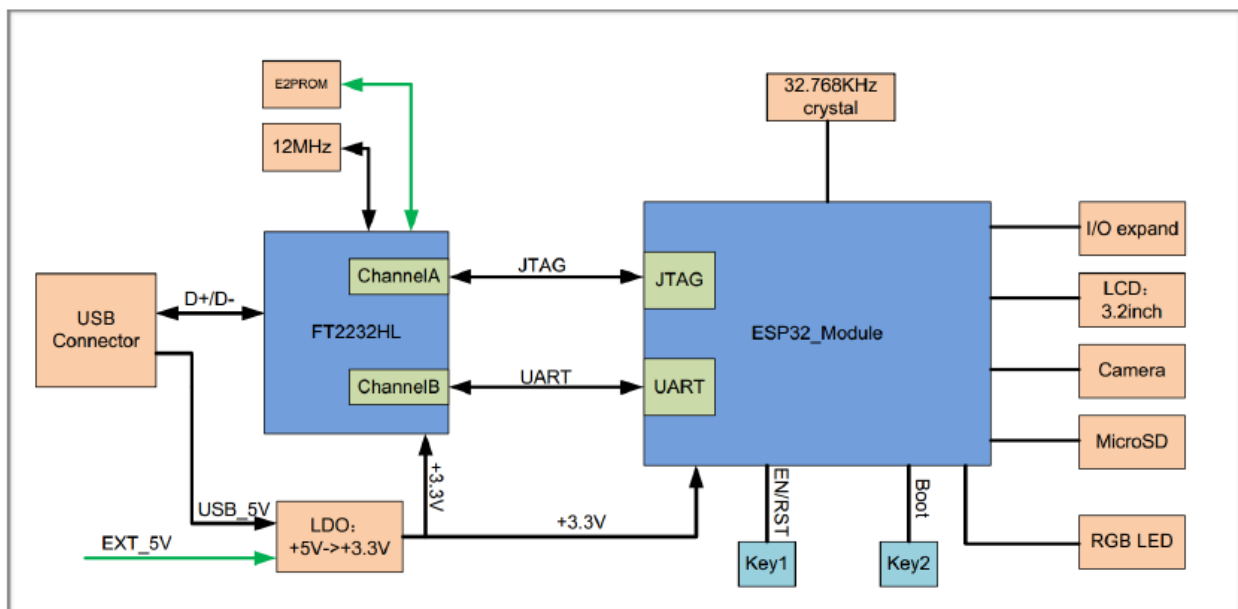 E2PROM
12MHz
32.768KHz
crystal
USB
Connector
D+/D-
FT2232HL
ChannelA
ChannelB
JTAG
UART
JTAG
UART
ESP32_Module
I/O expand
LCD：
3.2inch
Camera
MicroSD
RGB LED
USB_5V
EXT_5V
LDO：
+5V->+3.3V
+3.3V
+3.3V
EN/RST
Boot
Key1
Key2